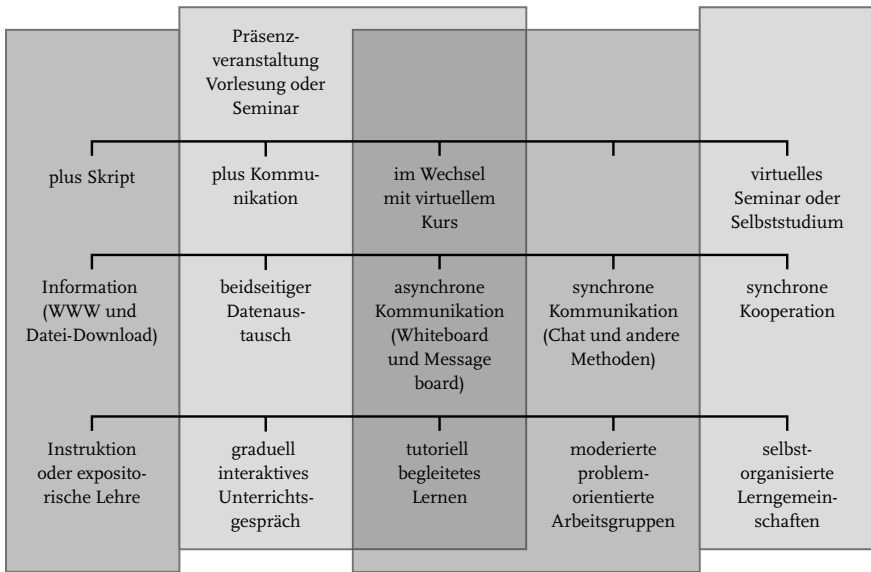 Präsenz-
veranstaltung
Vorlesung oder
Seminar
plus Skript
plus Kommu-
nikation
im Wechsel
mit virtuellem
Kurs
virtuelles
Seminar oder
Selbststudium
Information
(WWW und
Datei-Download)
beidseitiger
Datenaus-
tausch
asynchrone
Kommunikation
(Whiteboard
und Message
board)
synchrone
Kommunikation
(Chat und andere
Methoden)
synchrone
Kooperation
Instruktion
oder exposito-
rische Lehre
graduell
interaktives
Unterrichts-
gespräch
tutoriell
begleitetes
Lernen
moderierte
problem-
orientierte
Arbeitsgruppen
selbst-
organisierte
Lerngemein-
schaften